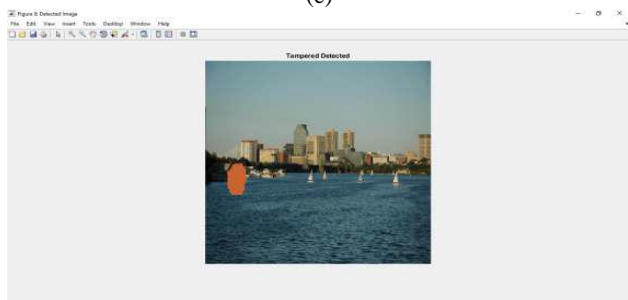 (c)
Figure 8: Detected Image
File Edit View Insert Tools Desktop Window Help
Tampered Detected